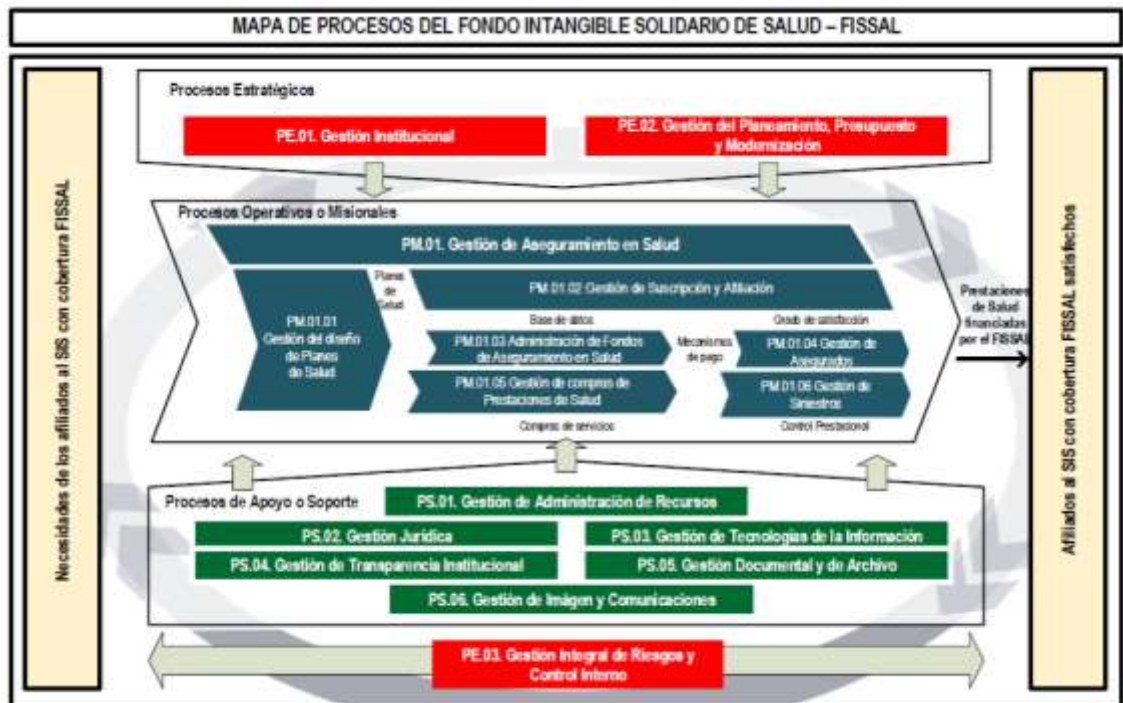 MAPA DE PROCESOS DEL FONDO INTANGIBLE SOLIDARIO DE SALUD – FISSAL
Necesidades de los afiliados al SIS con cobertura FISSAL
Procesos Estratégicos
PE.01. Gestión Institucional
PE.02. Gestión del Planeamiento, Presupuesto
y Modernización
Procesos Operativos o Misionales
PM.01. Gestión de Aseguramiento en Salud
PM.01.01
Gestión del diseño
de Planes
de Salud
Planes
de
Salud
PM.01.02 Gestión de Suscripción y Afiliación
Base de datos
Grado de satisfacción
PM.01.03 Administración de Fondos
de Aseguramiento en Salud
Mecanismos
de pago
PM.01.04 Gestión de
Asegurados
PM.01.05 Gestión de compras de
Prestaciones de Salud
PM.01.06 Gestión de
Siniestros
Compras de servicios
Control Prestacional
Prestaciones
de Salud
financiadas
por el FISSAL
Procesos de Apoyo o Soporte
PS.01. Gestión de Administración de Recursos
PS.02. Gestión Jurídica
PS.03. Gestión de Tecnologías de la Información
PS.04. Gestión de Transparencia Institucional
PS.05. Gestión Documental y de Archivo
PS.06. Gestión de Imágen y Comunicaciones
PE.03. Gestión Integral de Riesgos y
Control Interno
Afiliados al SIS con cobertura FISSAL satisfechos